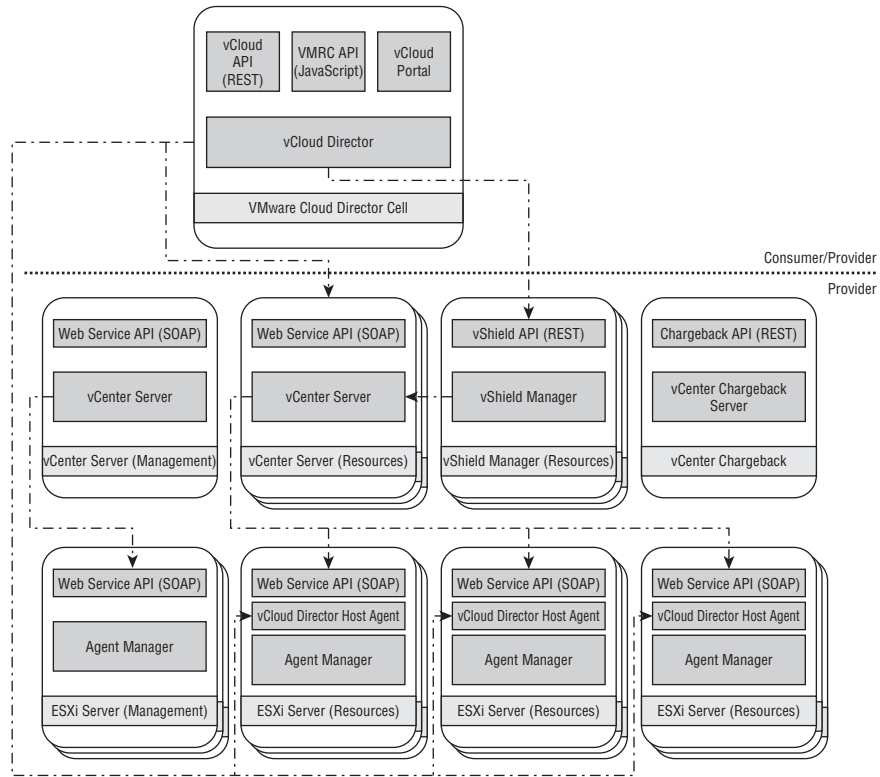 vCloud
API
(REST)
VMRC API
(JavaScript)
vCloud
Portal
vCloud Director
VMware Cloud Director Cell
Consumer/Provider
Provider
Web Service API (SOAP)
vCenter Server
vCenter Server (Management)
Web Service API (SOAP)
vCenter Server
vCenter Server (Resources)
vShield API (REST)
vShield Manager
vShield Manager (Resources)
Chargeback API (REST)
vCenter Chargeback
Server
vCenter Chargeback
Web Service API (SOAP)
Agent Manager
ESXi Server (Management)
Web Service API (SOAP)
vCloud Director Host Agent
Agent Manager
ESXi Server (Resources)
Web Service API (SOAP)
vCloud Director Host Agent
Agent Manager
ESXi Server (Resources)
Web Service API (SOAP)
vCloud Director Host Agent
Agent Manager
ESXi Server (Resources)